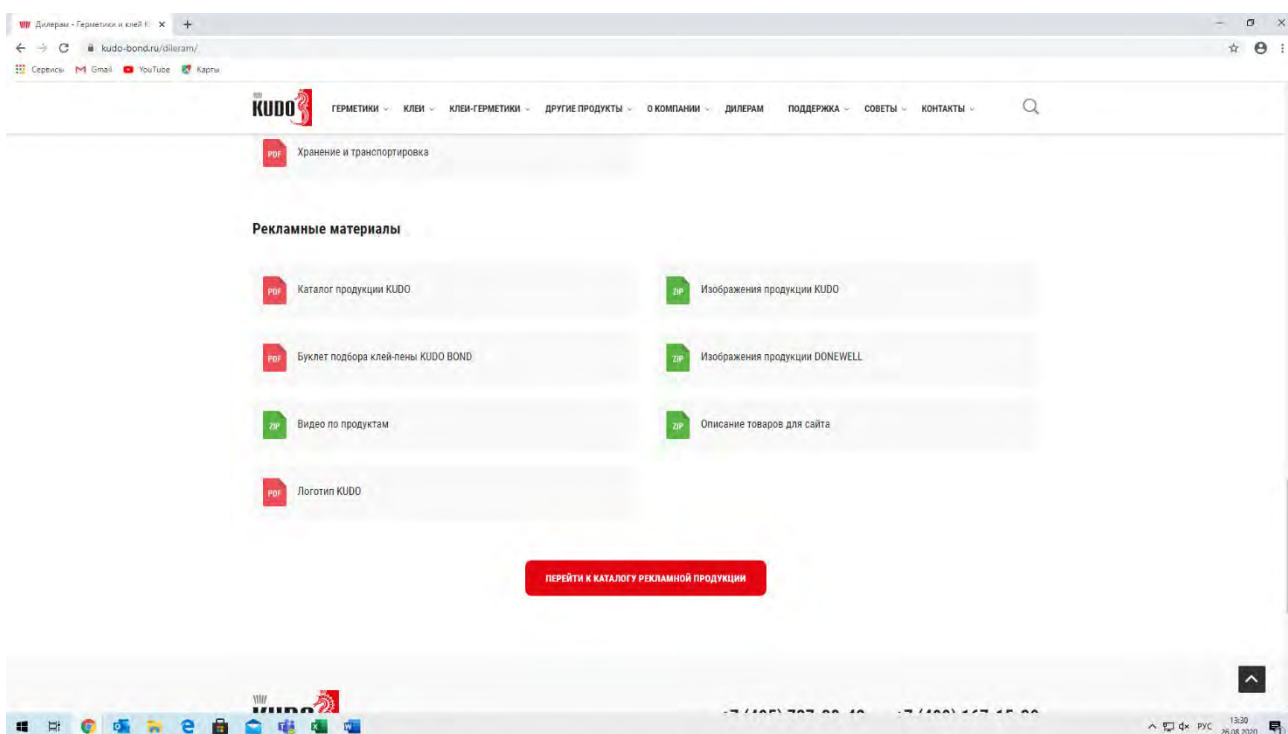 Дилерам - Герметики и клей К
kudo-bond.ru/dileram/
Сервисы Gmail YouTube Карты
KUDO ГЕРМЕТИКИ КЛЕИ КЛЕИ-ГЕРМЕТИКИ ДРУГИЕ ПРОДУКТЫ О КОМПАНИИ ДИЛЕРАМ ПОДДЕРЖКА СОВЕТЫ КОНТАКТЫ
PDF Хранение и транспортировка
Рекламные материалы
PDF Каталог продукции KUDO
ZIP Изображения продукции KUDO
PDF Буклет подбора клей-пены KUDO BOND
ZIP Изображения продукции DONEWELL
ZIP Видео по продуктам
ZIP Описание товаров для сайта
PDF Логотип KUDO
ПЕРЕЙТИ К КАТАЛОГУ РЕКЛАМНОЙ ПРОДУКЦИИ
KUDO
РУС 13:30
26.08.2020